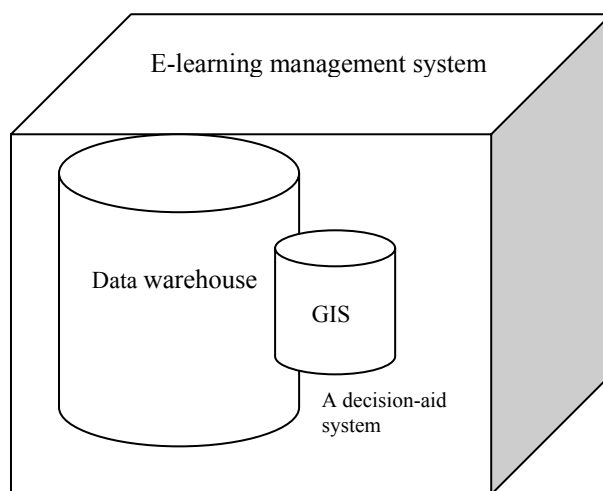 E-learning management system
Data warehouse
GIS
A decision-aid
system